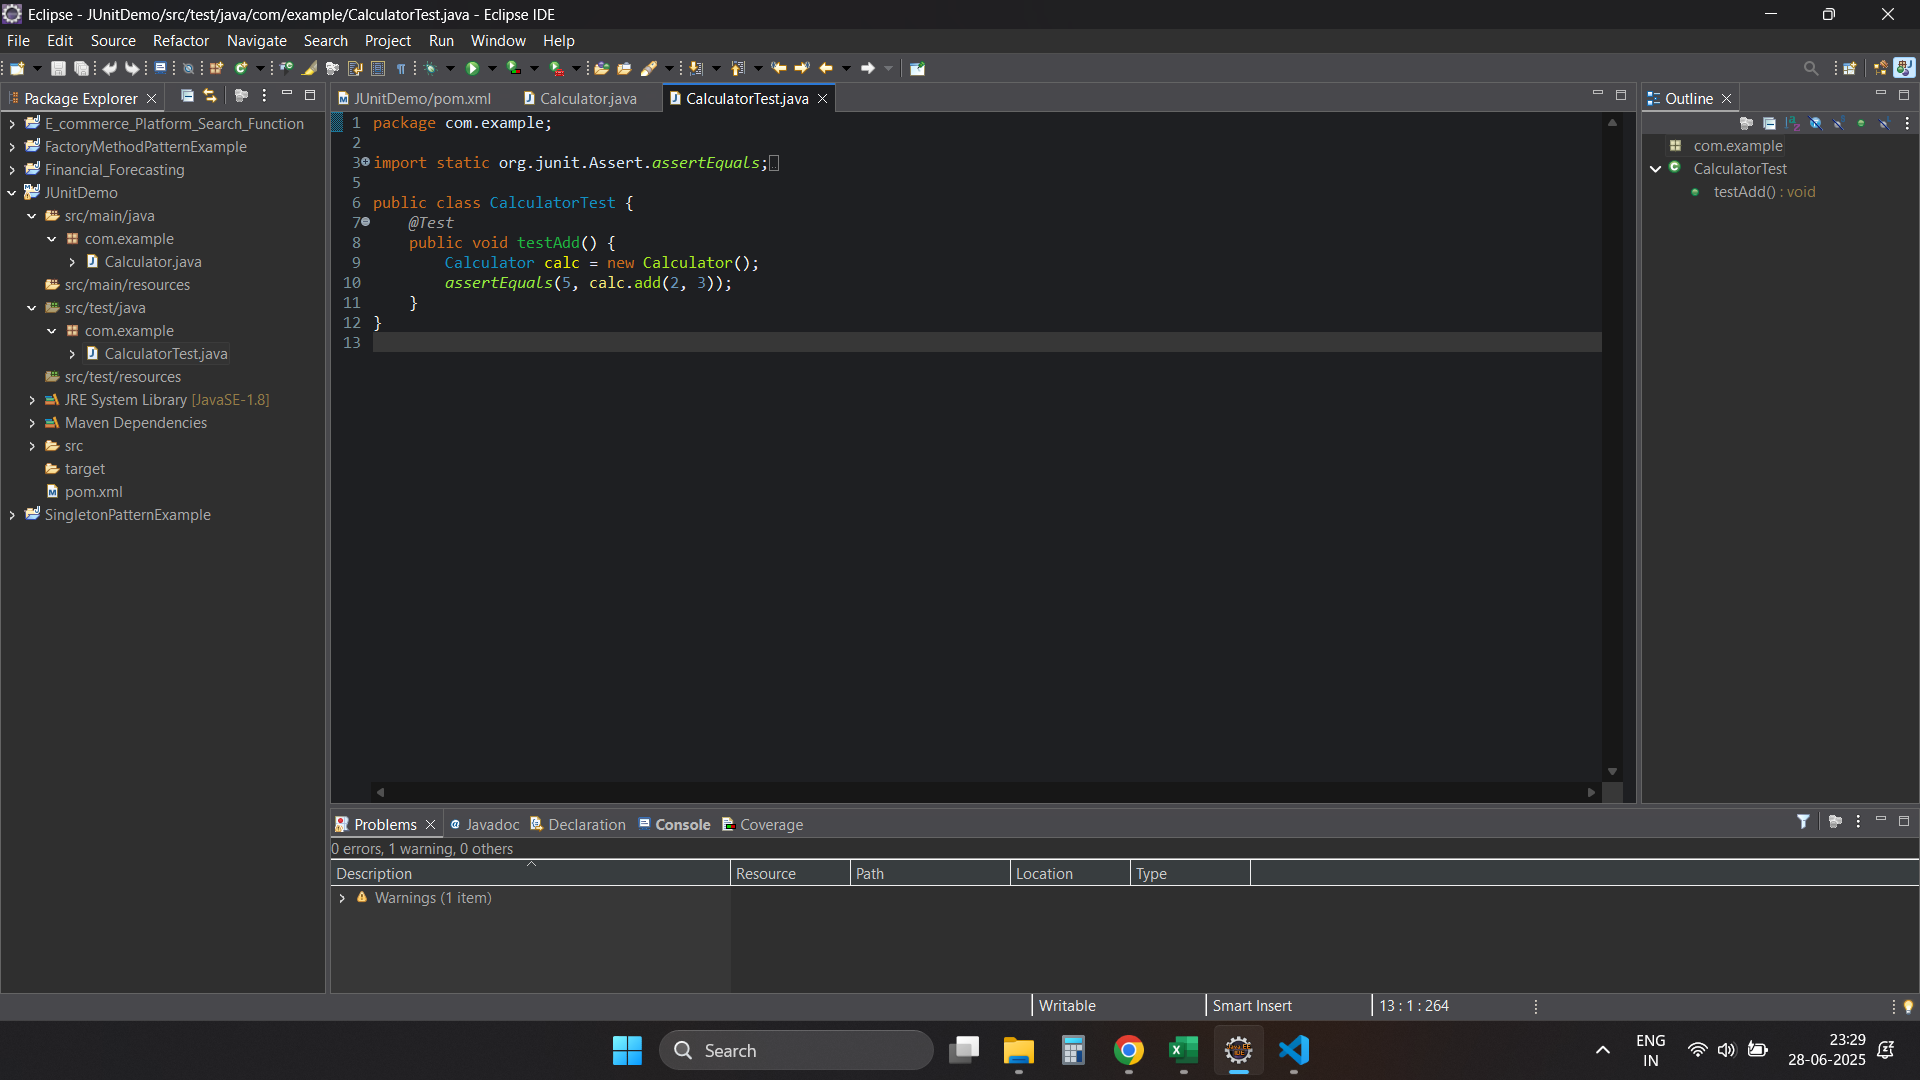 Eclipse - JUnitDemo/src/test/java/com/example/CalculatorTest.java - Eclipse IDE
File Edit Source Refactor Navigate Search Project Run Window Help
Package Explorer
E_commerce_Platform_Search_Function
FactoryMethodPatternExample
Financial_Forecasting
JUnitDemo
src/main/java
com.example
Calculator.java
src/main/resources
src/test/java
com.example
CalculatorTest.java
src/test/resources
JRE System Library [JavaSE-1.8]
Maven Dependencies
src
target
pom.xml
SingletonPatternExample
JUnitDemo/pom.xml Calculator.java CalculatorTest.java
1 package com.example;
2
3 import static org.junit.Assert.assertEquals;
5
6 public class CalculatorTest {
7 @Test
8 public void testAdd() {
9 Calculator calc = new Calculator();
10 assertEquals(5, calc.add(2, 3));
11 }
12 }
13
Outline
com.example
CalculatorTest
testAdd() : void
Problems Javadoc Declaration Console Coverage
0 errors, 1 warning, 0 others
Description Resource Path Location Type
Warnings (1 item)
Writable Smart Insert 13 : 1 : 264
Search
ENG
IN
23:29
28-06-2025